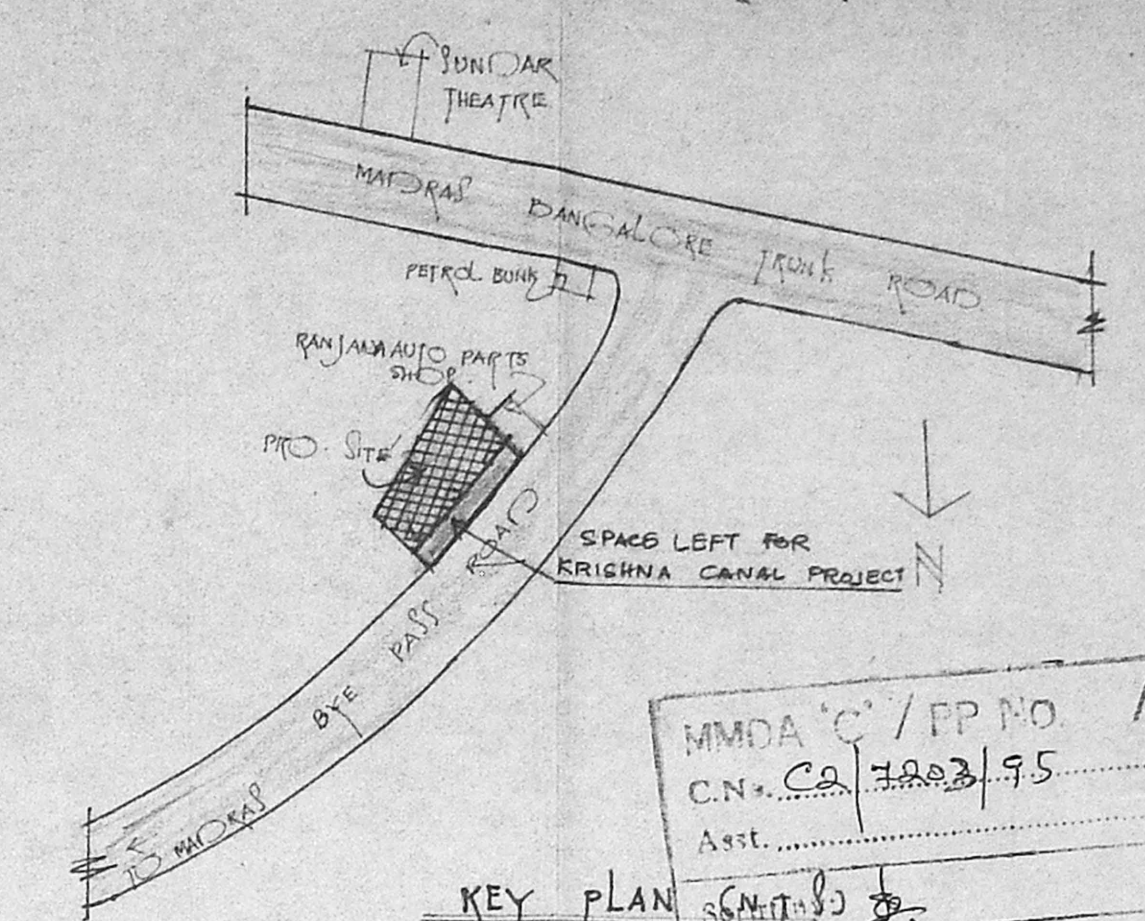 SUNDAR
THEATRE
MADRAS BANGALORE TRUNK ROAD
PETROL BUNK
RANJANA AUTO PARTS
SHOP
PRO. SITE
SPACE LEFT FOR
KRISHNA CANAL PROJECT
N
BYE PASS ROAD
TO MADRAS
MMDA 'C' / PP NO.
C.No. C2/7203/95
Asst.
KEY PLAN